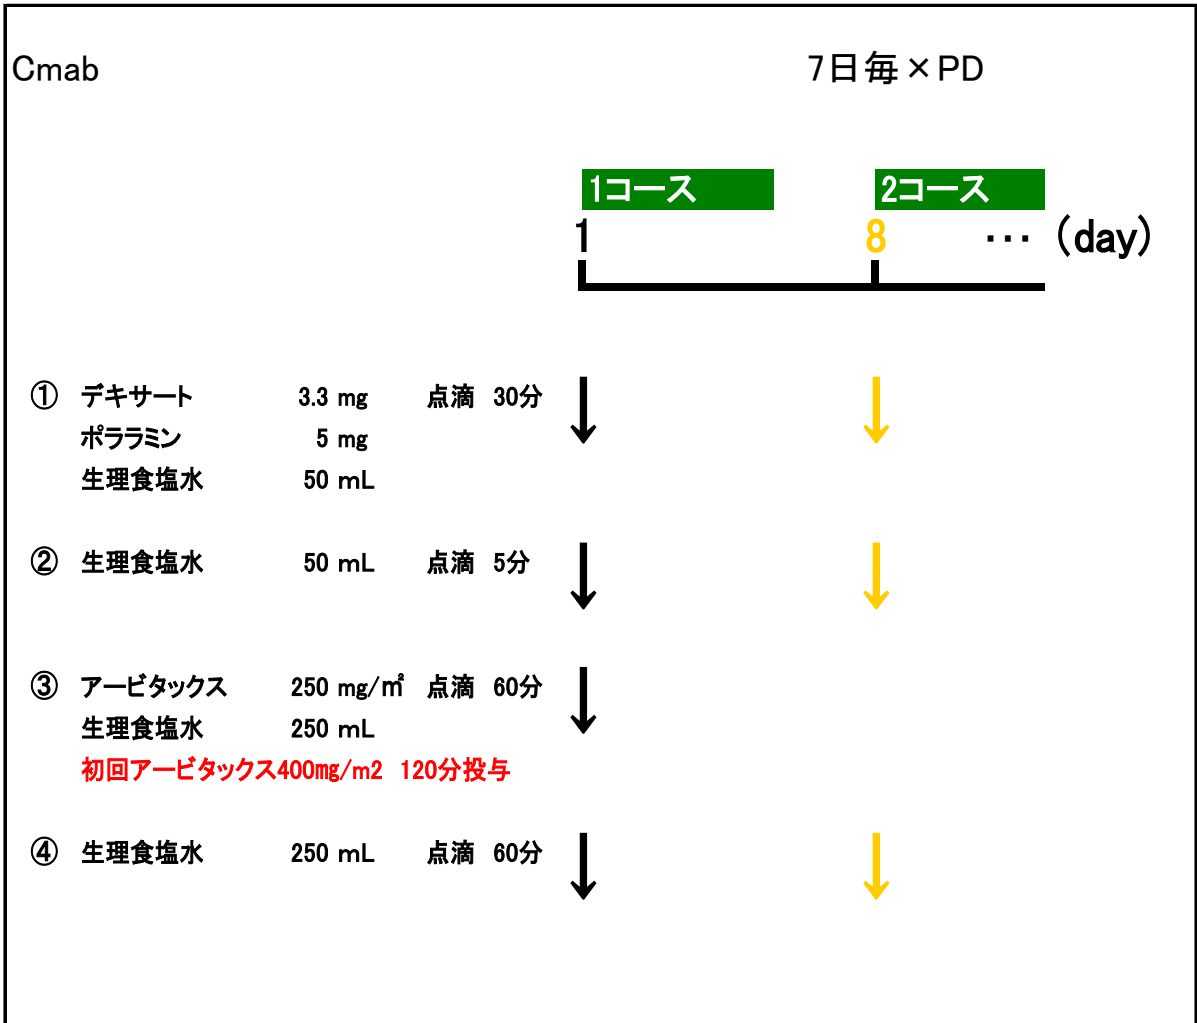 Cmab 7日毎×PD
1コース 2コース
1 8 ･･･ (day)
① デキサート 3.3 mg 点滴 30分
ポララミン 5 mg
生理食塩水 50 mL
② 生理食塩水 50 mL 点滴 5分
③ アービタックス 250 mg/㎡ 点滴 60分
生理食塩水 250 mL
初回アービタックス400mg/m2 120分投与
④ 生理食塩水 250 mL 点滴 60分